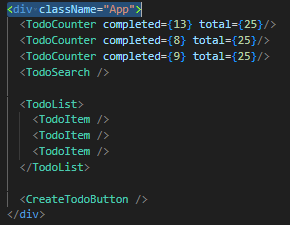 <div className="App">
<TodoCounter completed={13} total={25}/>
<TodoCounter completed={8} total={25}/>
<TodoCounter completed={9} total={25}/>
<TodoSearch />
<TodoList>
<TodoItem />
<TodoItem />
<TodoItem />
</TodoList>
<CreateTodoButton />
</div>